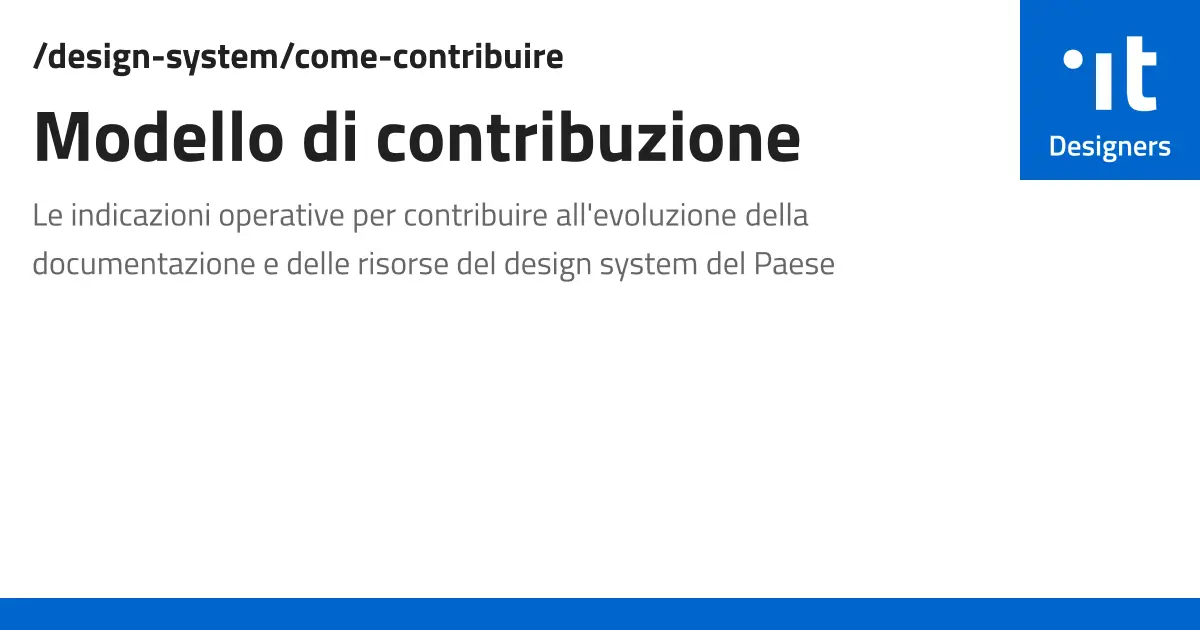 /design-system/come-contribuire
Modello di contribuzione
Le indicazioni operative per contribuire all'evoluzione della
documentazione e delle risorse del design system del Paese
it
Designers